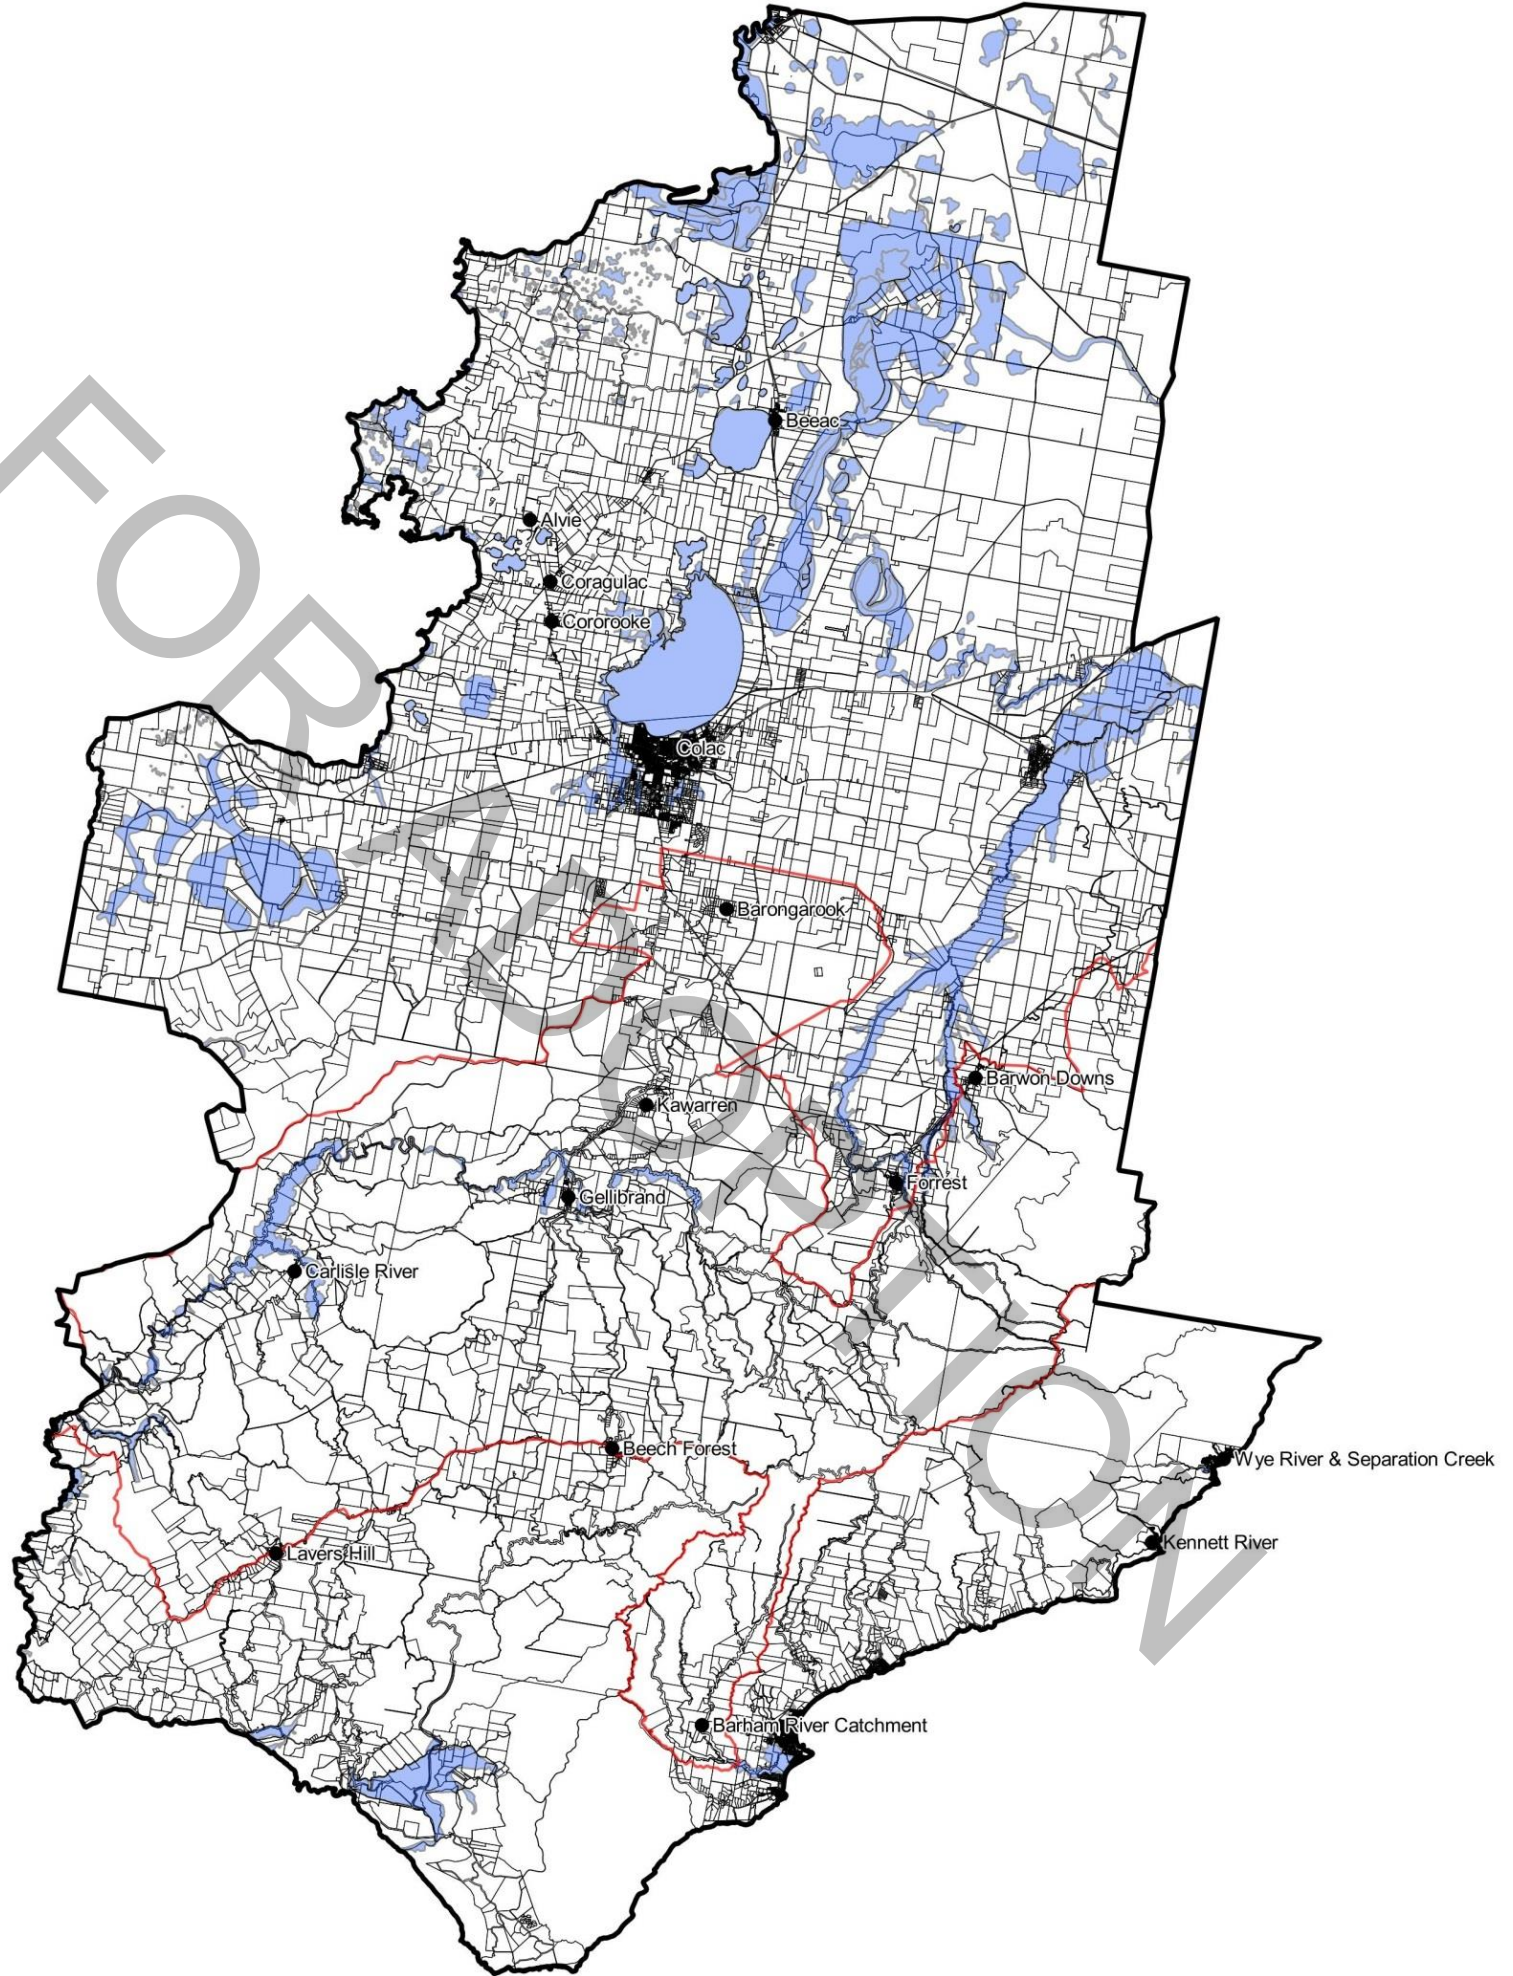 FOR ADOPTION
Beeac
Alvie
Coragulac
Cororooke
Colac
Barongarook
Barwon Downs
Kawarren
Forrest
Gellibrand
Carlisle River
Beech Forest
Wye River & Separation Creek
Kennett River
Lavers Hill
Barham River Catchment